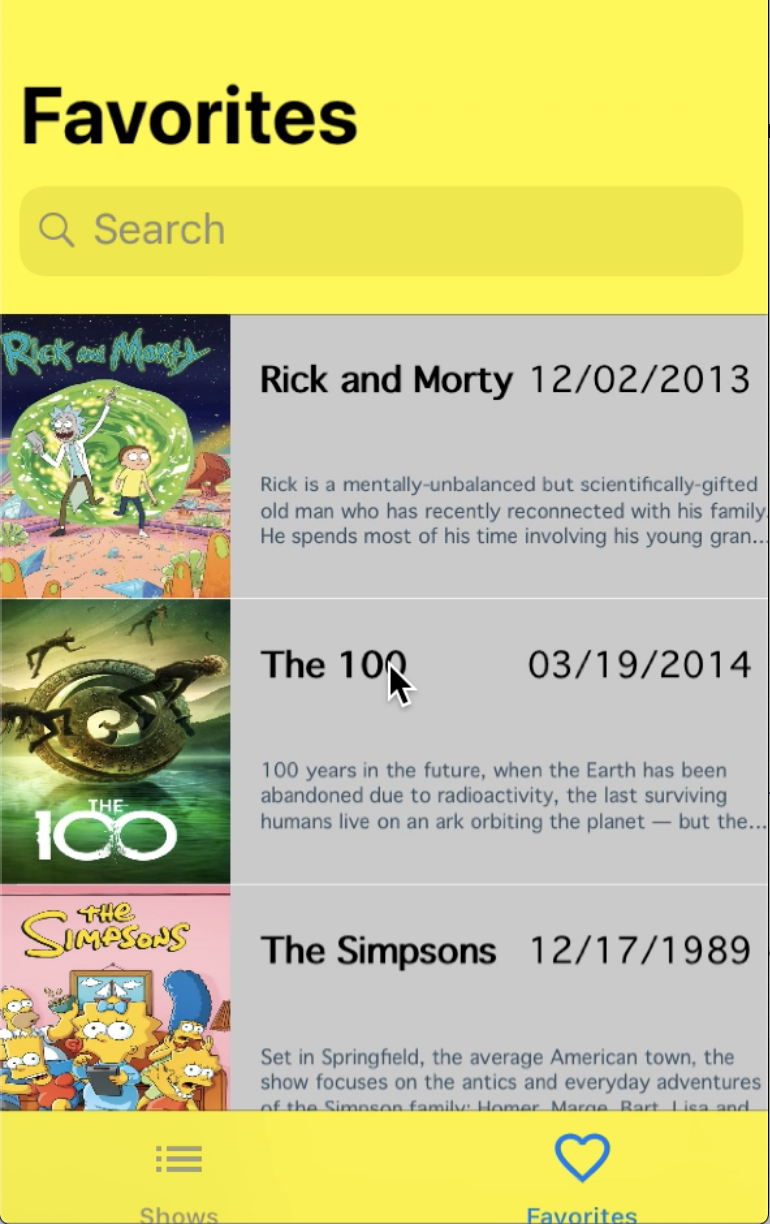 Favorites
Search
Rick and Morty
Rick and Morty 12/02/2013
Rick is a mentally-unbalanced but scientifically-gifted
old man who has recently reconnected with his family.
He spends most of his time involving his young gran...
The 100 03/19/2014
100 years in the future, when the Earth has been
abandoned due to radioactivity, the last surviving
humans live on an ark orbiting the planet — but the...
THE
100
THE
SIMPSONS
The Simpsons 12/17/1989
Set in Springfield, the average American town, the
show focuses on the antics and everyday adventures
of the Simpson family; Homer, Marge, Bart, Lisa and
Shows
Favorites